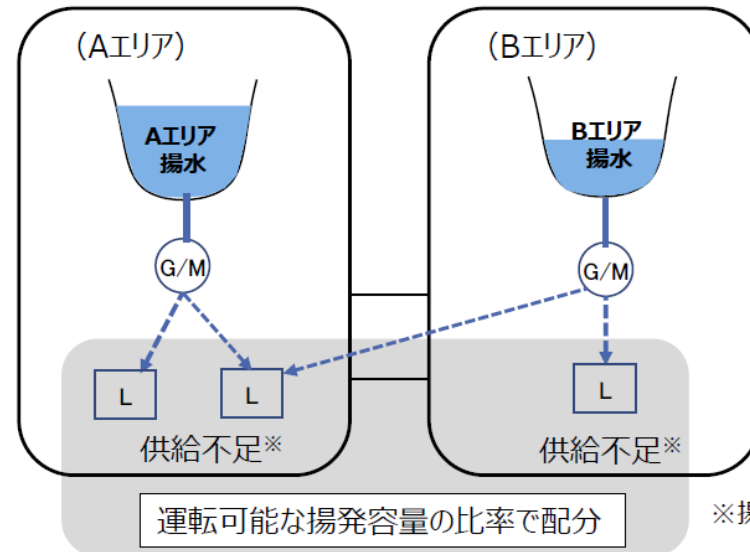 （Aエリア）
（Bエリア）
Aエリア
揚水
Bエリア
揚水
G/M
G/M
L
L
L
供給不足※
供給不足※
運転可能な揚発容量の比率で配分
※揚